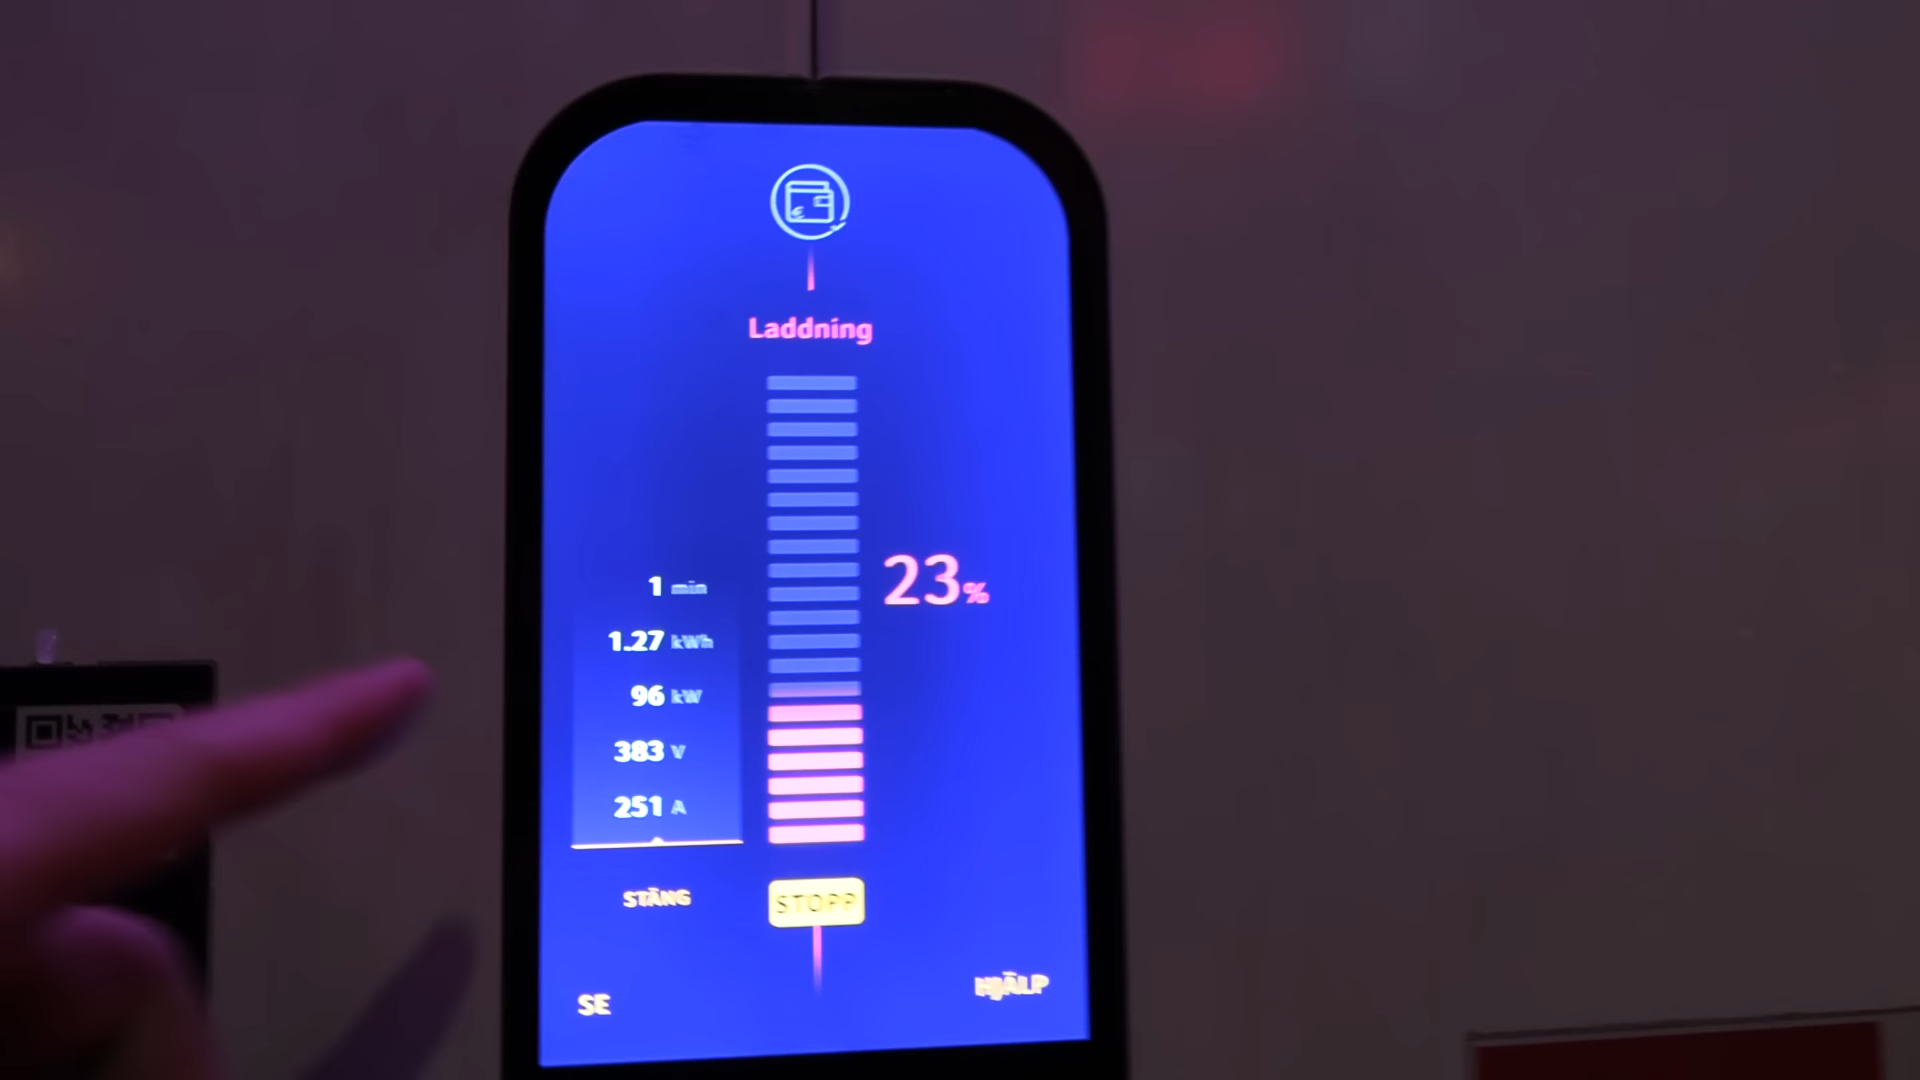 Laddning
23%
1 min
1.27 kWh
96 kW
383 V
251 A
STÄNG
STOPP
SE
HJÄLP